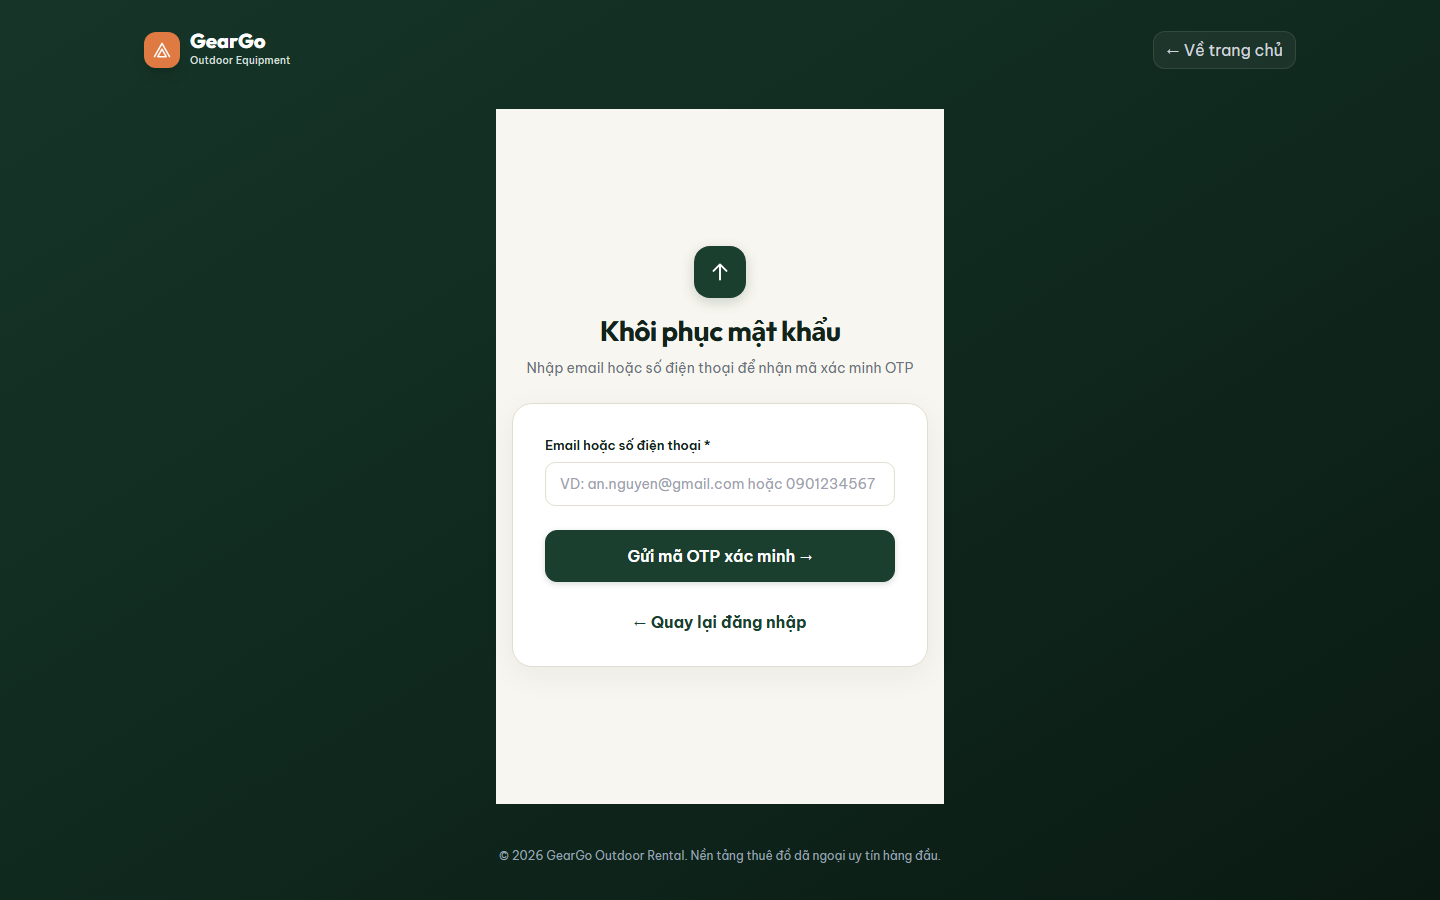 GearGo
Outdoor Equipment
← Về trang chủ
Khôi phục mật khẩu
Nhập email hoặc số điện thoại để nhận mã xác minh OTP
Email hoặc số điện thoại *
VD: an.nguyen@gmail.com hoặc 0901234567
Gửi mã OTP xác minh →
← Quay lại đăng nhập
© 2026 GearGo Outdoor Rental. Nền tảng thuê đồ dã ngoại uy tín hàng đầu.